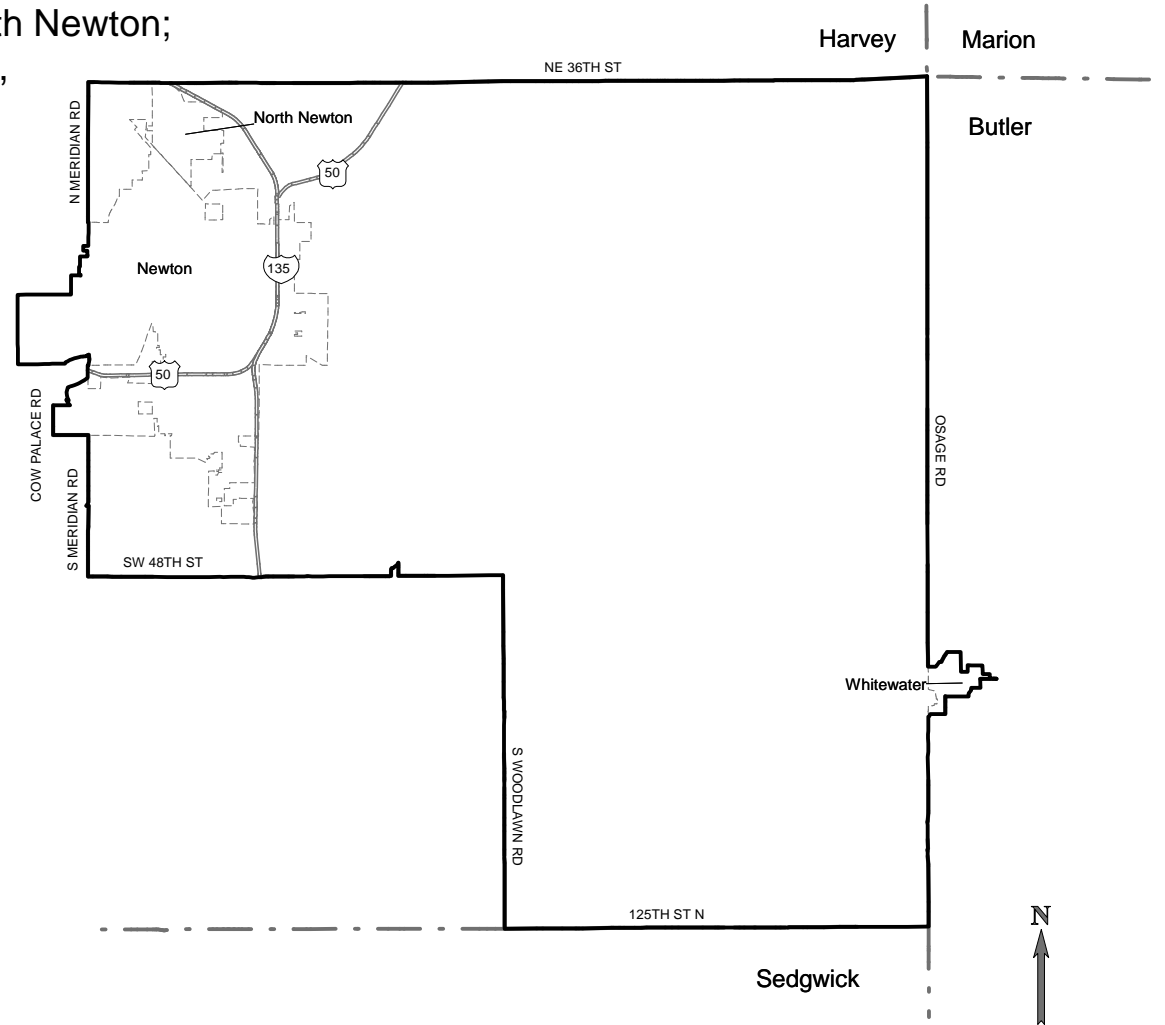 th Newton;
,
Harvey
Marion
NE 36TH ST
Butler
N MERIDIAN RD
North Newton
50
Newton
135
50
COW PALACE RD
OSAGE RD
S MERIDIAN RD
SW 48TH ST
Whitewater
S WOODLAWN RD
125TH ST N
N
Sedgwick